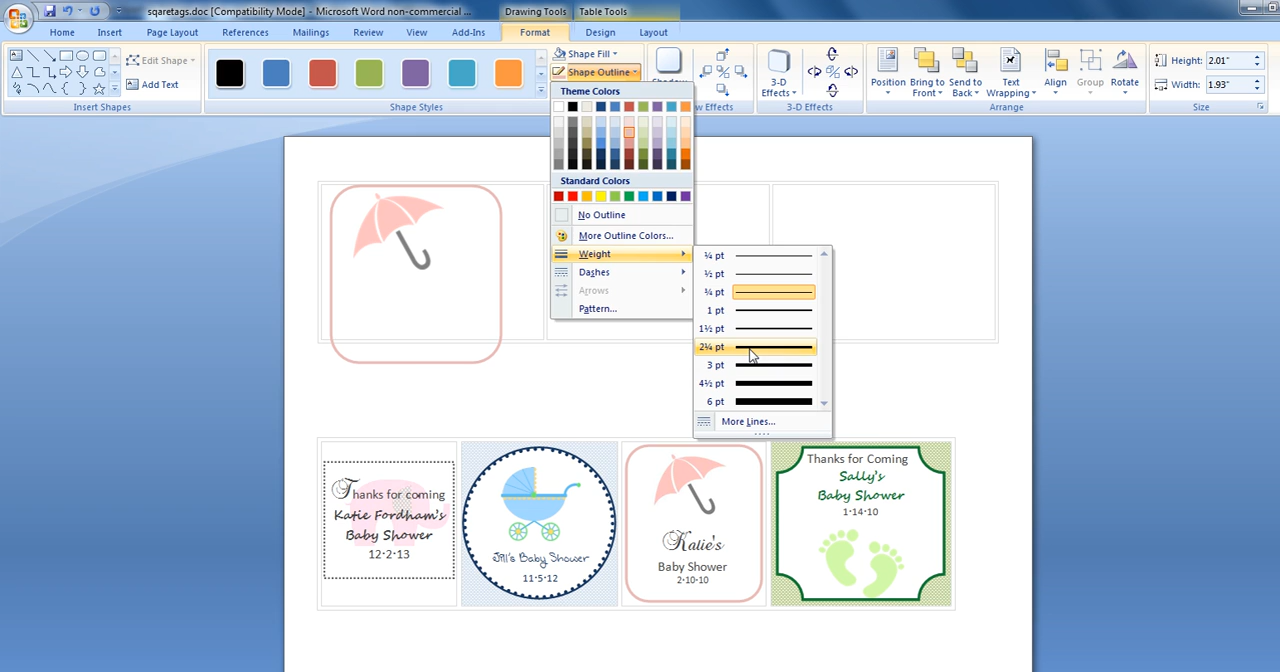 sqaretags.doc [Compatibility Mode] - Microsoft Word non-commercial ...
Drawing Tools
Table Tools
Home
Insert
Page Layout
References
Mailings
Review
View
Add-Ins
Format
Design
Layout
Edit Shape
Add Text
Insert Shapes
Shape Styles
Shape Fill
Shape Outline
3-D
Effects
3-D Effects
Position
Bring to
Front
Send to
Back
Text
Wrapping
Align
Group
Rotate
Arrange
Height: 2.01"
Width: 1.93"
Size
Theme Colors
Standard Colors
No Outline
More Outline Colors...
Weight
Dashes
Arrows
Pattern...
¼ pt
½ pt
¾ pt
1 pt
1½ pt
2¼ pt
3 pt
4½ pt
6 pt
More Lines...
Thanks for coming
Katie Fordham's
Baby Shower
12·2·13
Jill's Baby Shower
11·5·12
Katie's
Baby Shower
2·10·10
Thanks for Coming
Sally's
Baby Shower
1·14·10